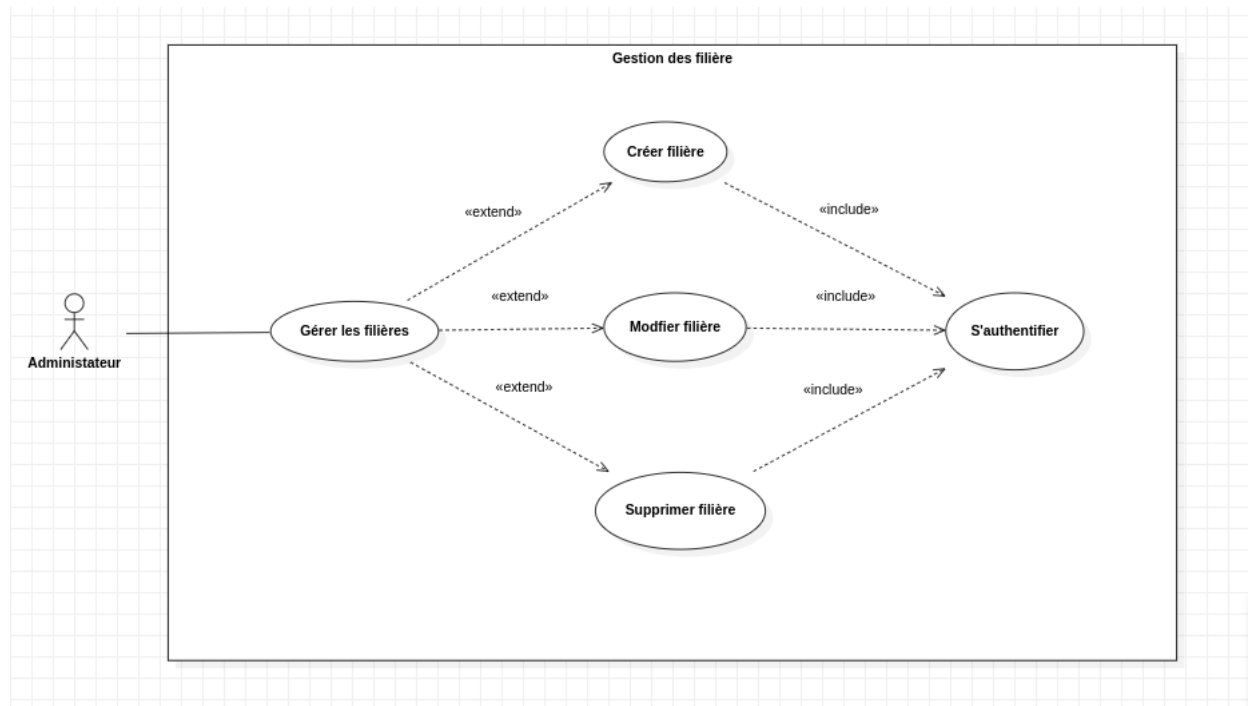 Gestion des filière
Créer filière
«extend»
«include»
«extend»
«include»
Gérer les filières
Modfier filière
S'authentifier
Administateur
«extend»
«include»
Supprimer filière